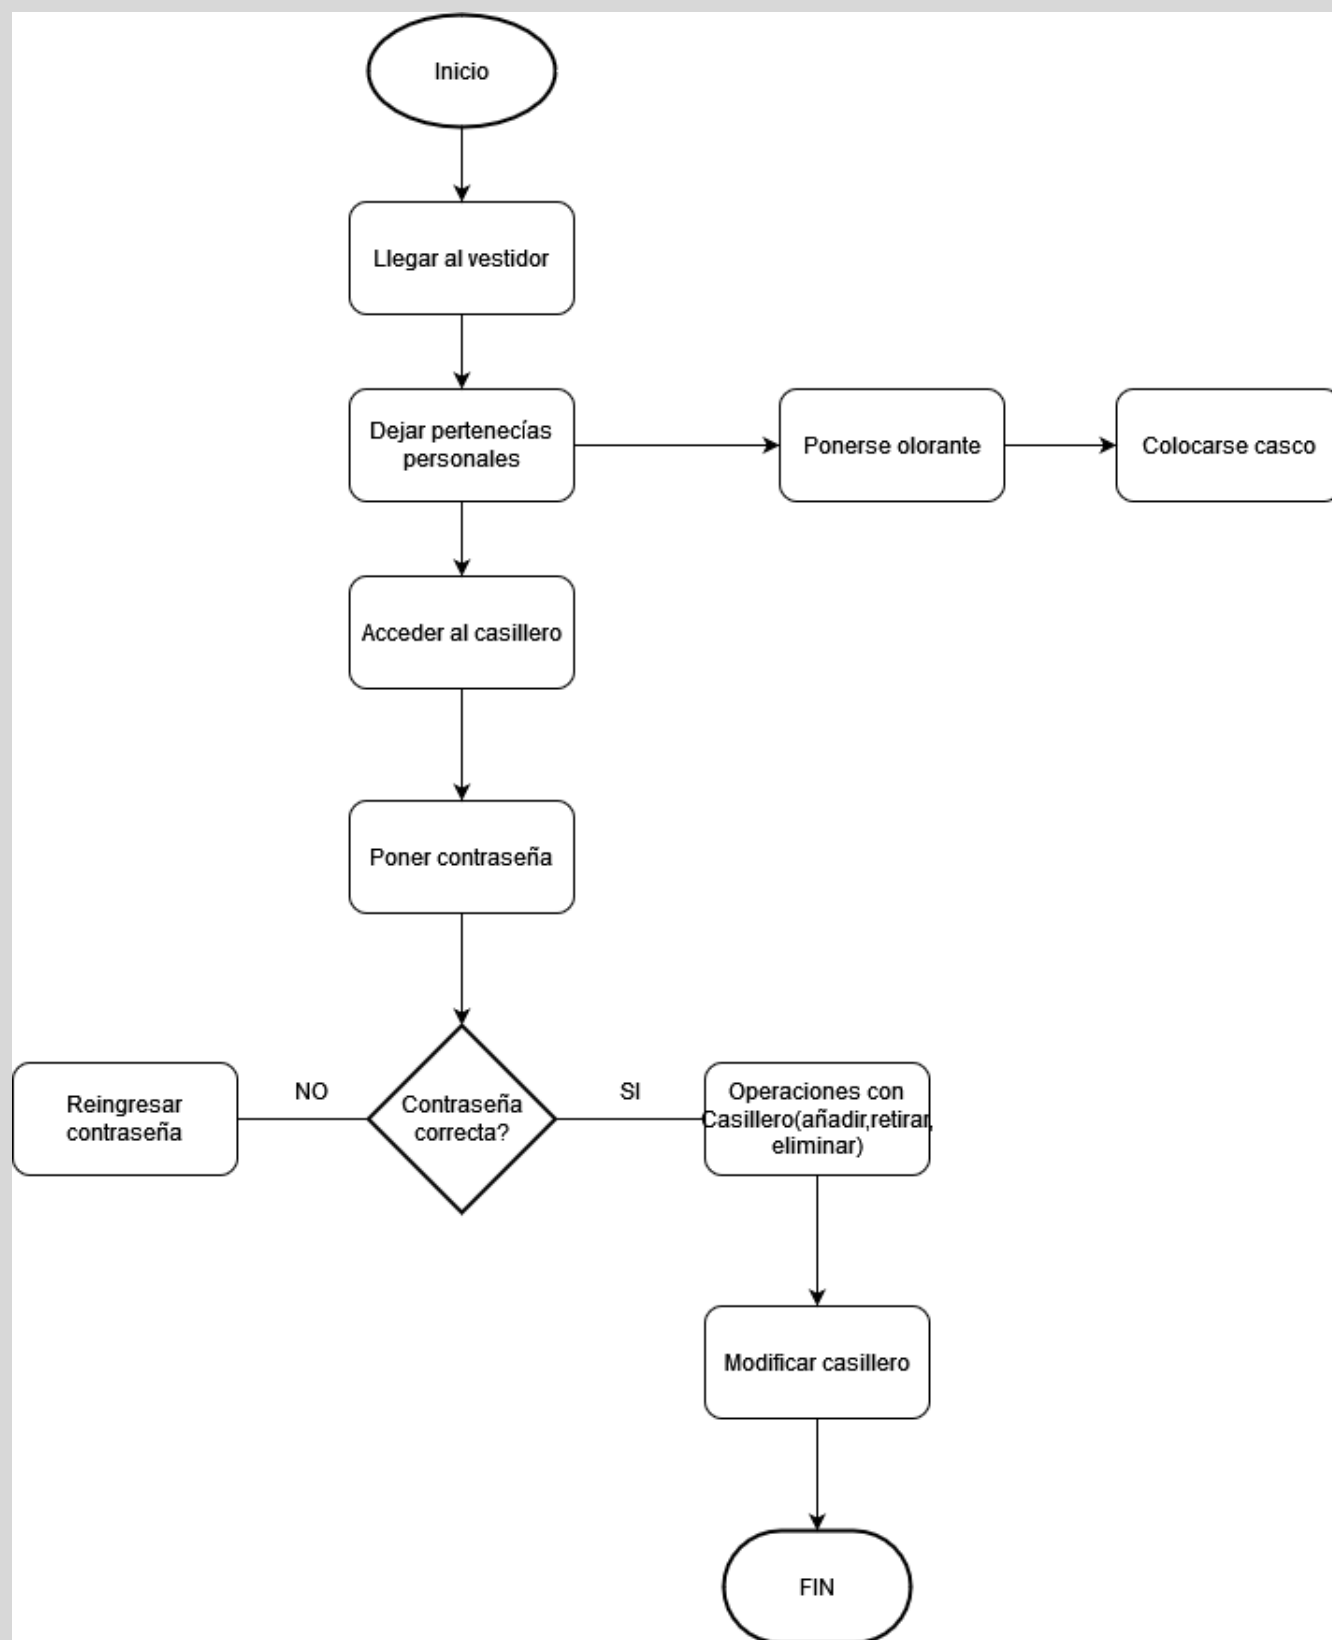 Inicio
Llegar al vestidor
Dejar pertenecías
personales
Ponerse olorante
Colocarse casco
Acceder al casillero
Poner contraseña
Reingresar
contraseña
NO
Contraseña
correcta?
SI
Operaciones con
Casillero(añadir,retirar,
eliminar)
Modificar casillero
FIN